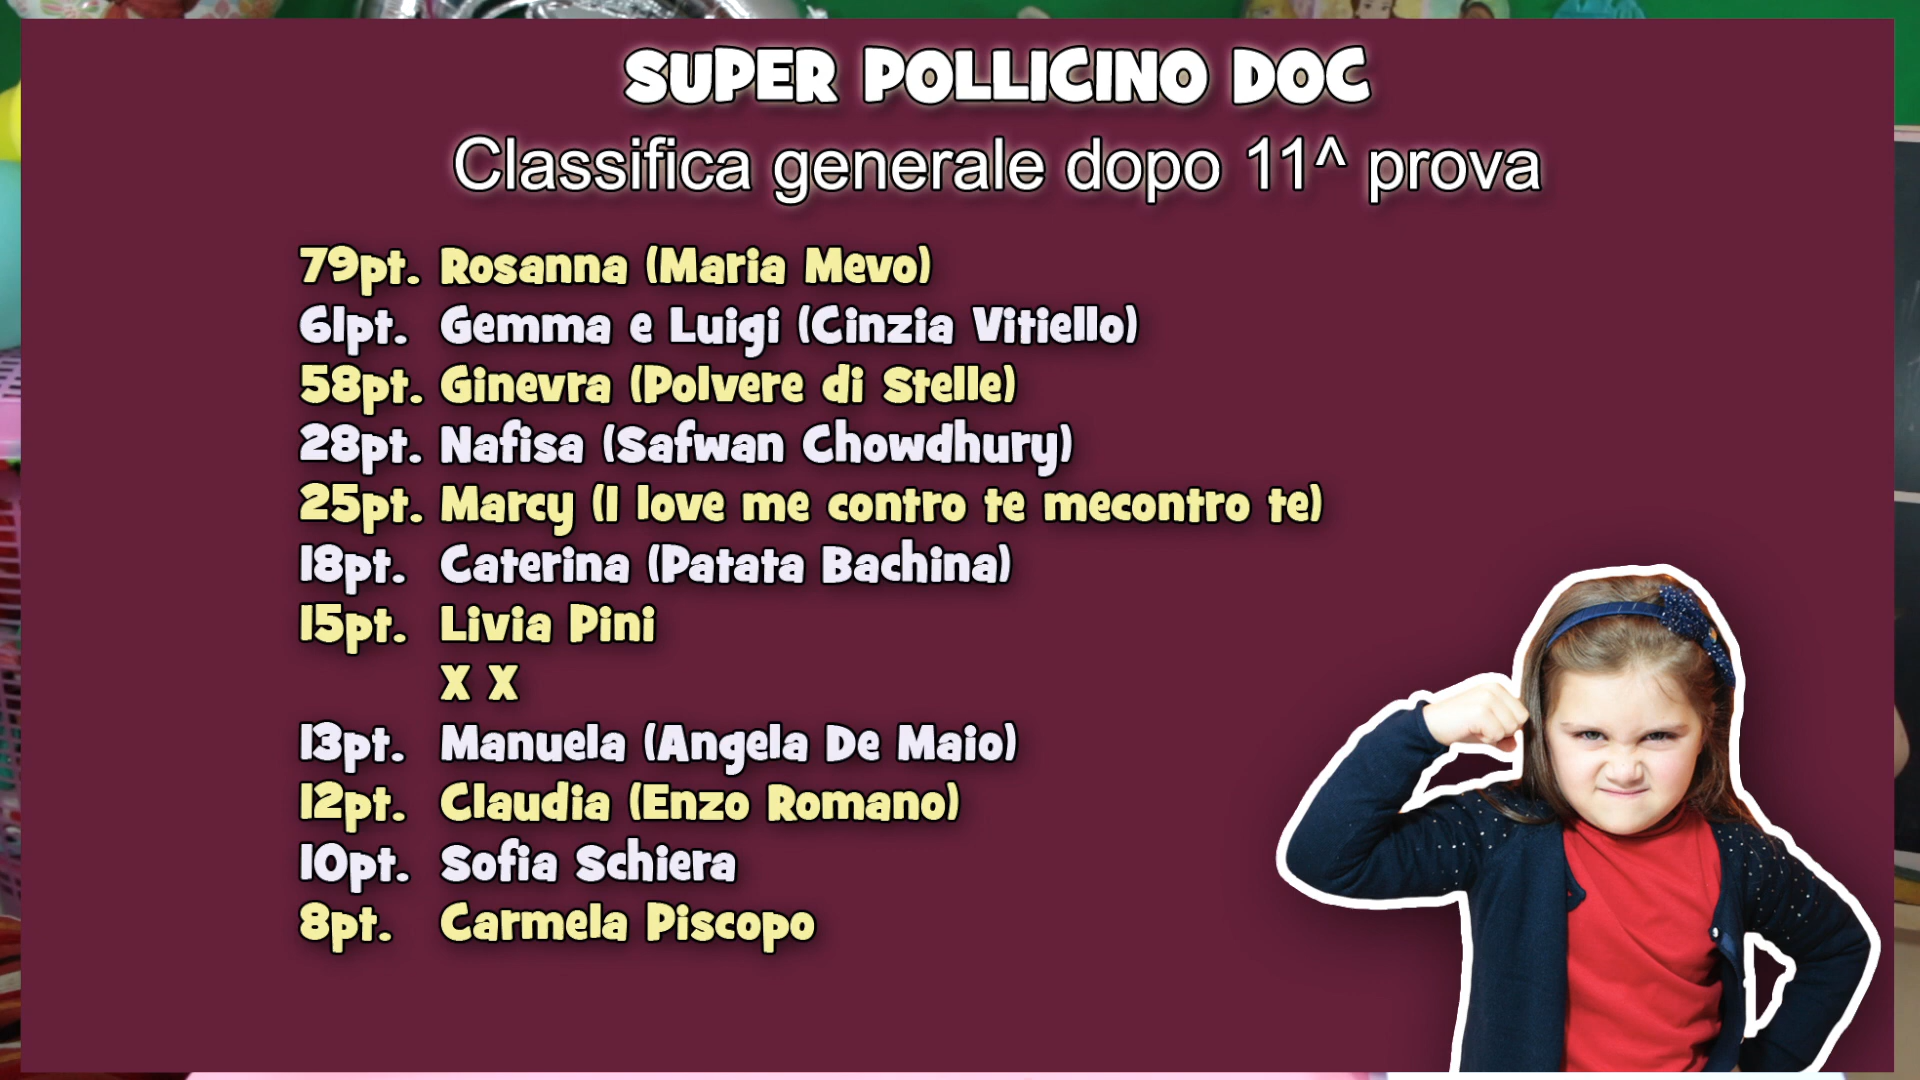 SUPER POLLICINO DOC
Classifica generale dopo 11^ prova
79pt. Rosanna (Maria Mevo)
61pt. Gemma e Luigi (Cinzia Vitiello)
58pt. Ginevra (Polvere di Stelle)
28pt. Nafisa (Safwan Chowdhury)
25pt. Marcy (I love me contro te mecontro te)
18pt. Caterina (Patata Bachina)
15pt. Livia Pini
X X
13pt. Manuela (Angela De Maio)
12pt. Claudia (Enzo Romano)
10pt. Sofia Schiera
8pt. Carmela Piscopo